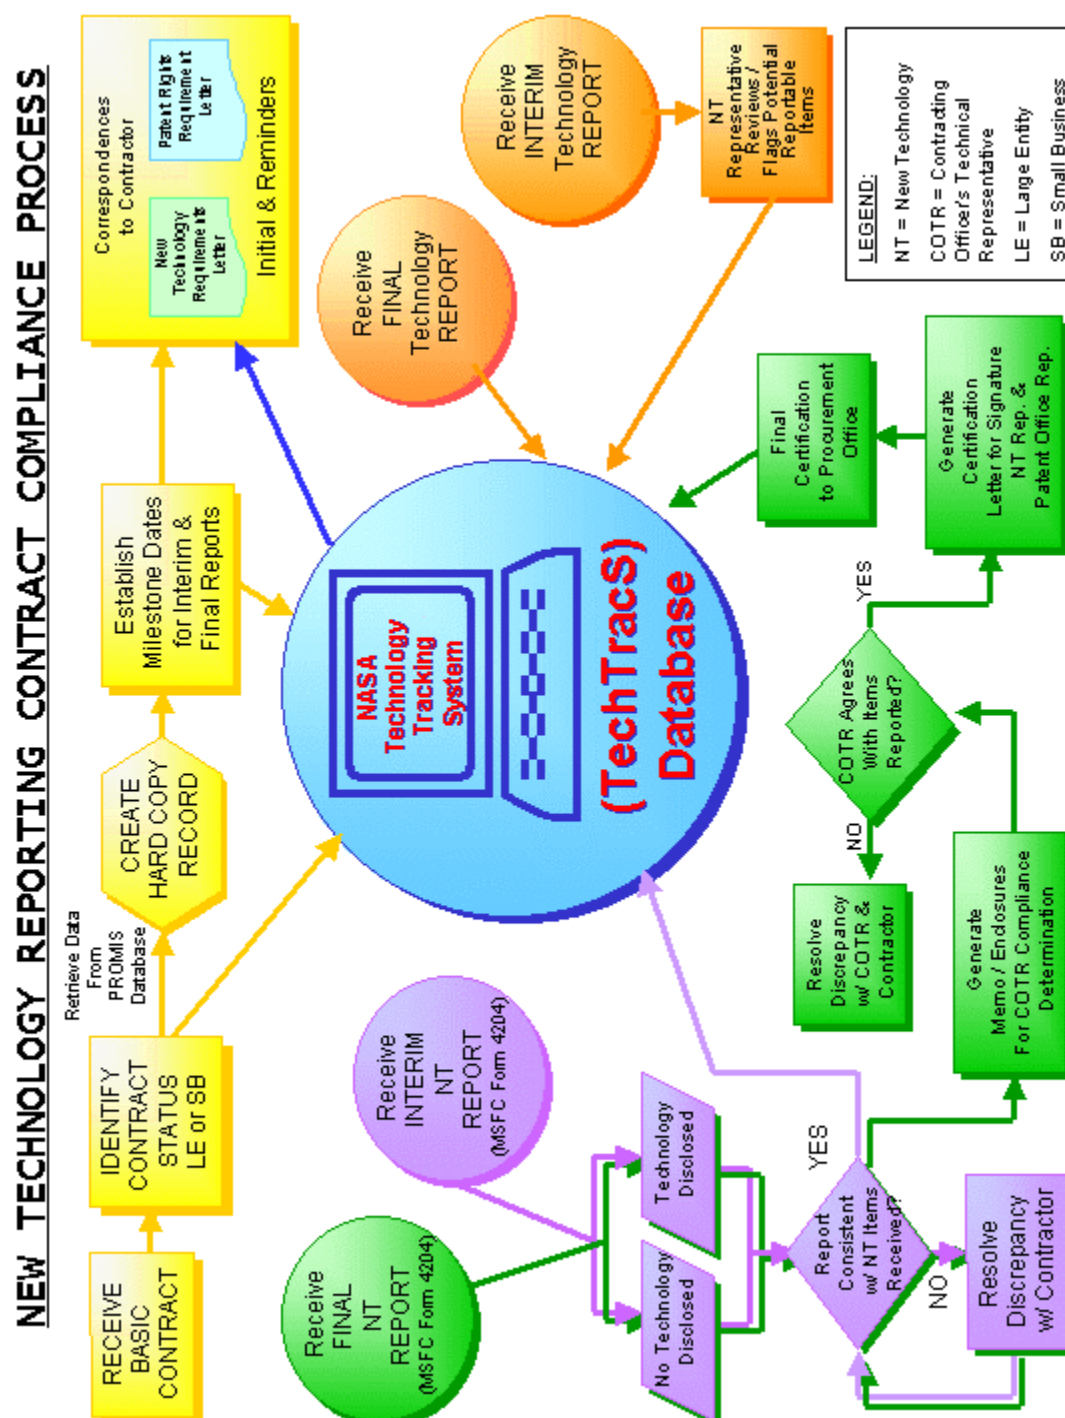 NEW TECHNOLOGY REPORTING CONTRACT COMPLIANCE PROCESS
RECEIVE
BASIC
CONTRACT
IDENTIFY
CONTRACT
STATUS
LE or SB
Retrieve Data
From
PROMIS
Database
CREATE
HARD COPY
RECORD
Establish
Milestone Dates
for Interim &
Final Reports
Correspondences
to Contractor
New
Technology
Requirements
Letter
Patent Rights
Requirement
Letter
Initial & Reminders
Receive
FINAL
NT
REPORT
(MSFC Form 4204)
Receive
INTERIM
NT
REPORT
(MSFC Form 4204)
NASA
Technology
Tracking
System
(TechTracS)
Database
Receive
FINAL
Technology
REPORT
Receive
INTERIM
Technology
REPORT
NT
Representative
Reviews /
Flags Potential
Reportable
Items
No Technology
Disclosed
Technology
Disclosed
Report
Consistent
w/ NT Items
Received?
YES
NO
Resolve
Discrepancy
w/ Contractor
Generate
Memo / Enclosures
For COTR Compliance
Determination
COTR Agrees
With Items
Reported?
NO
YES
Resolve
Discrepancy
w/ COTR &
Contractor
Generate
Certification
Letter for Signature
NT Rep. &
Patent Office Rep.
Final
Certification
to Procurement
Office
LEGEND:
NT = New Technology
COTR = Contracting
Officer's Technical
Representative
LE = Large Entity
SB = Small Business